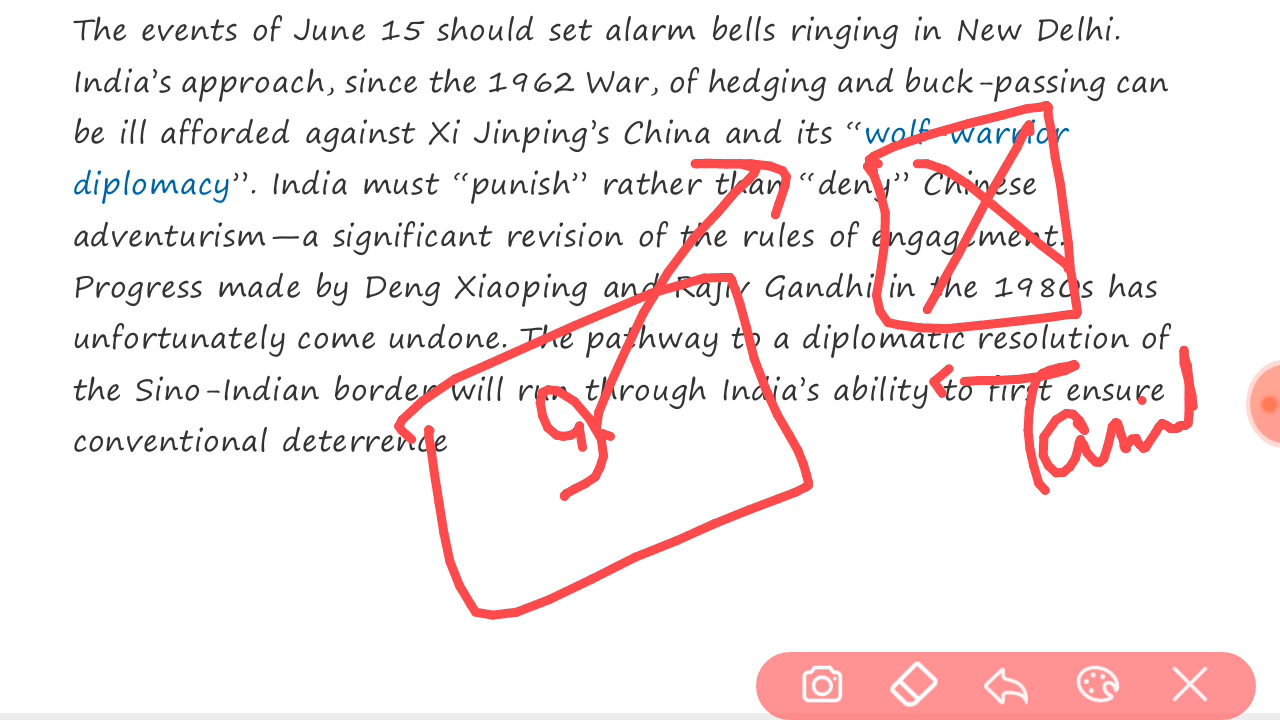 The events of June 15 should set alarm bells ringing in New Delhi.
India's approach, since the 1962 War, of hedging and buck-passing can
be ill afforded against Xi Jinping's China and its “wolf-warrior
diplomacy”. India must “punish” rather than “deny” Chinese
adventurism—a significant revision of the rules of engagement.
Progress made by Deng Xiaoping and Rajiv Gandhi in the 1980s has
unfortunately come undone. The pathway to a diplomatic resolution of
the Sino-Indian border will run through India's ability to first ensure
conventional deterrence